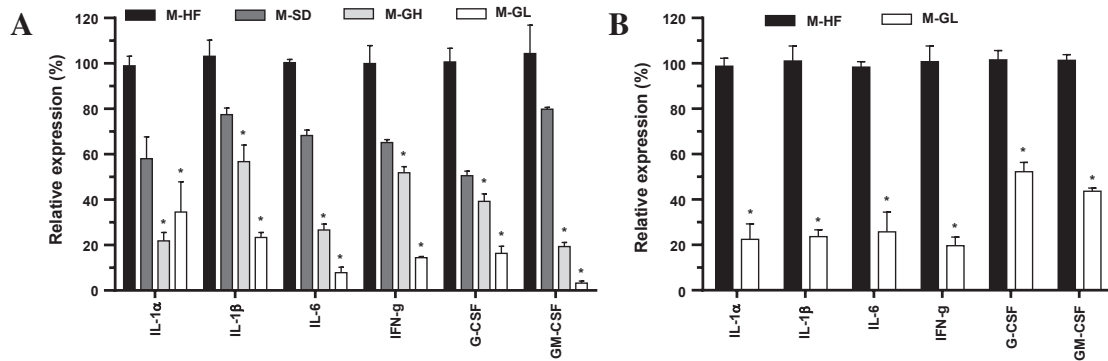 A
M-HF M-SD M-GH M-GL
Relative expression (%)
120
100
80
60
40
20
0
* * * * * * * * * * * *
IL-1α IL-1β IL-6 IFN-g G-CSF GM-CSF
B
M-HF M-GL
Relative expression (%)
120
100
80
60
40
20
0
* * * * * *
IL-1α IL-1β IL-6 IFN-g G-CSF GM-CSF